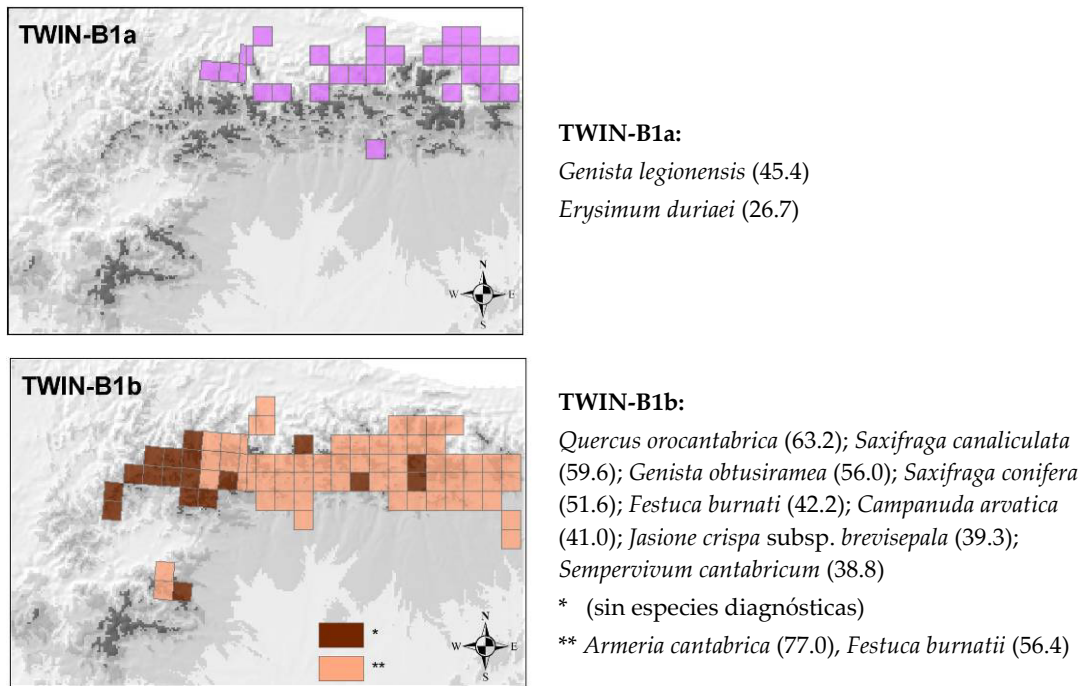 TWIN-B1a
N
W
E
S
TWIN-B1a:
Genista legionensis (45.4)
Erysimum duriaei (26.7)
TWIN-B1b
*
**
N
W
E
S
TWIN-B1b:
Quercus orocantabrica (63.2); Saxifraga canaliculata
(59.6); Genista obtusiramea (56.0); Saxifraga conifera
(51.6); Festuca burnati (42.2); Campanuda arvatica
(41.0); Jasione crispa subsp. brevisepala (39.3);
Sempervivum cantabricum (38.8)
* (sin especies diagnósticas)
** Armeria cantabrica (77.0), Festuca burnatii (56.4)